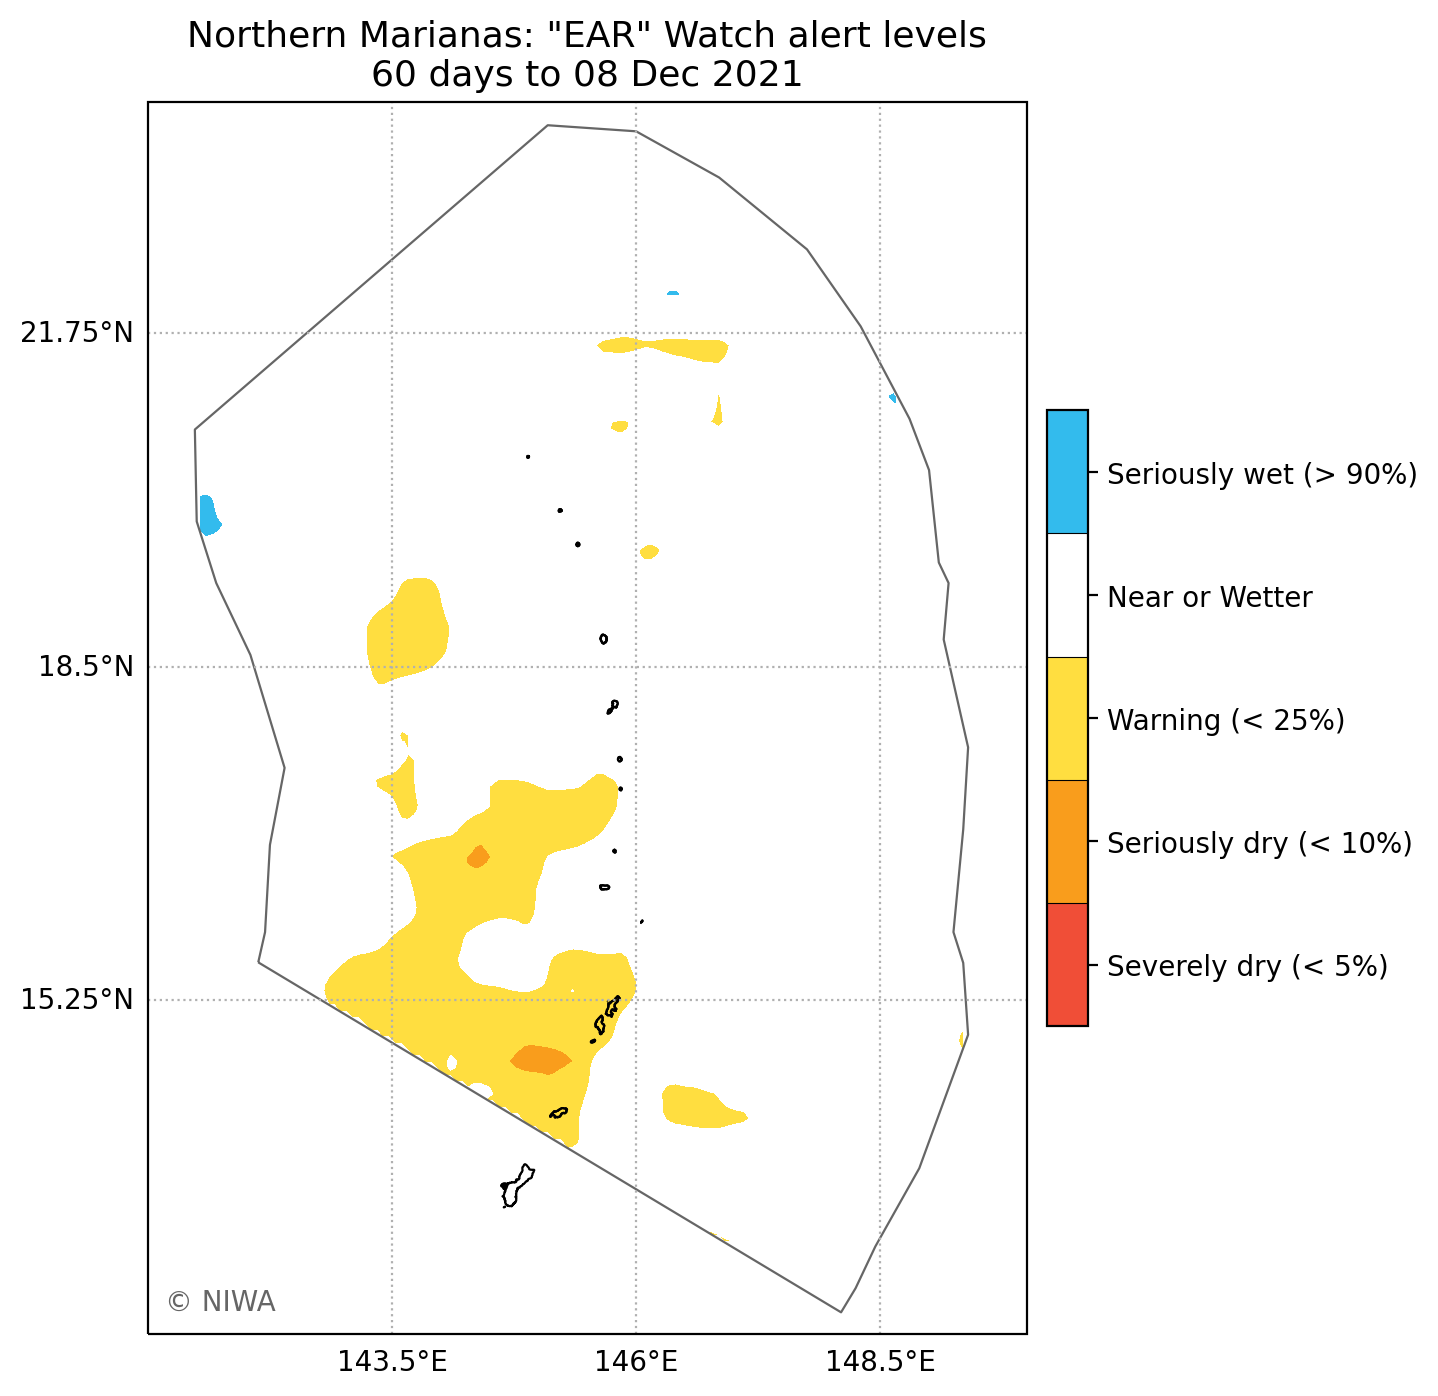 Northern Marianas: "EAR" Watch alert levels
60 days to 08 Dec 2021
21.75°N
18.5°N
15.25°N
143.5°E
146°E
148.5°E
Seriously wet (> 90%)
Near or Wetter
Warning (< 25%)
Seriously dry (< 10%)
Severely dry (< 5%)
© NIWA